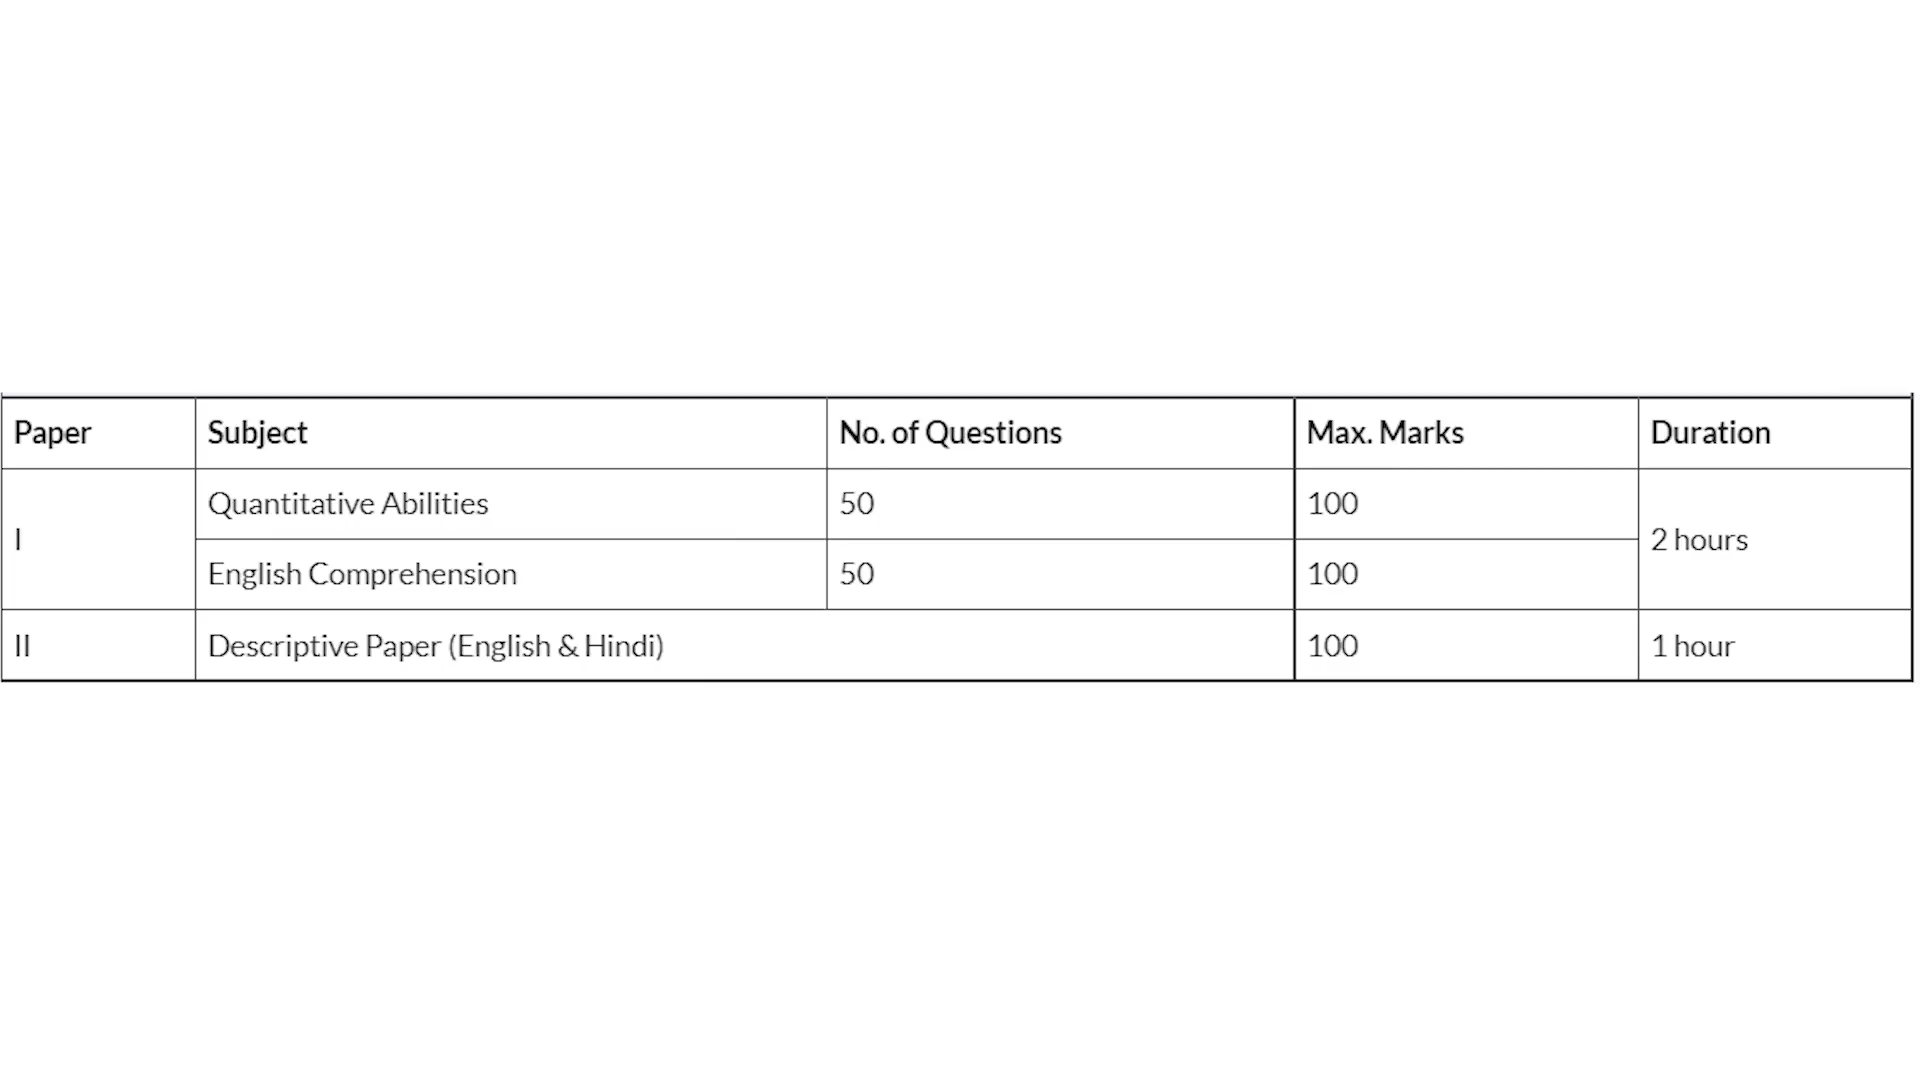 Paper Subject No. of Questions Max. Marks Duration
I Quantitative Abilities 50 100 2 hours
English Comprehension 50 100
II Descriptive Paper (English & Hindi) 100 1 hour